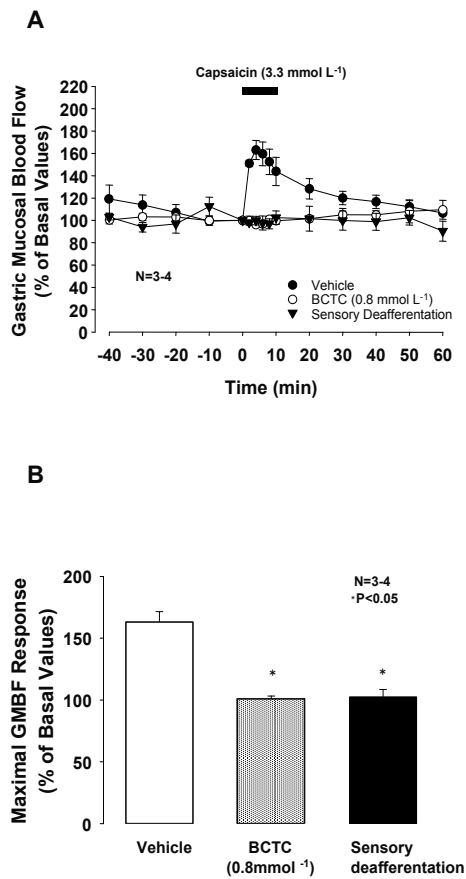 A
Capsaicin (3.3 mmol L-1)
Gastric Mucosal Blood Flow
(% of Basal Values)
220
200
180
160
140
120
100
80
60
40
20
0
N=3-4
Vehicle
BCTC (0.8 mmol L-1)
Sensory Deafferentation
-40 -30 -20 -10 0 10 20 30 40 50 60
Time (min)
B
Maximal GMBF Response
(% of Basal Values)
200
150
100
50
0
N=3-4
*P<0.05
* *
Vehicle BCTC Sensory
(0.8mmol -1) deafferentation